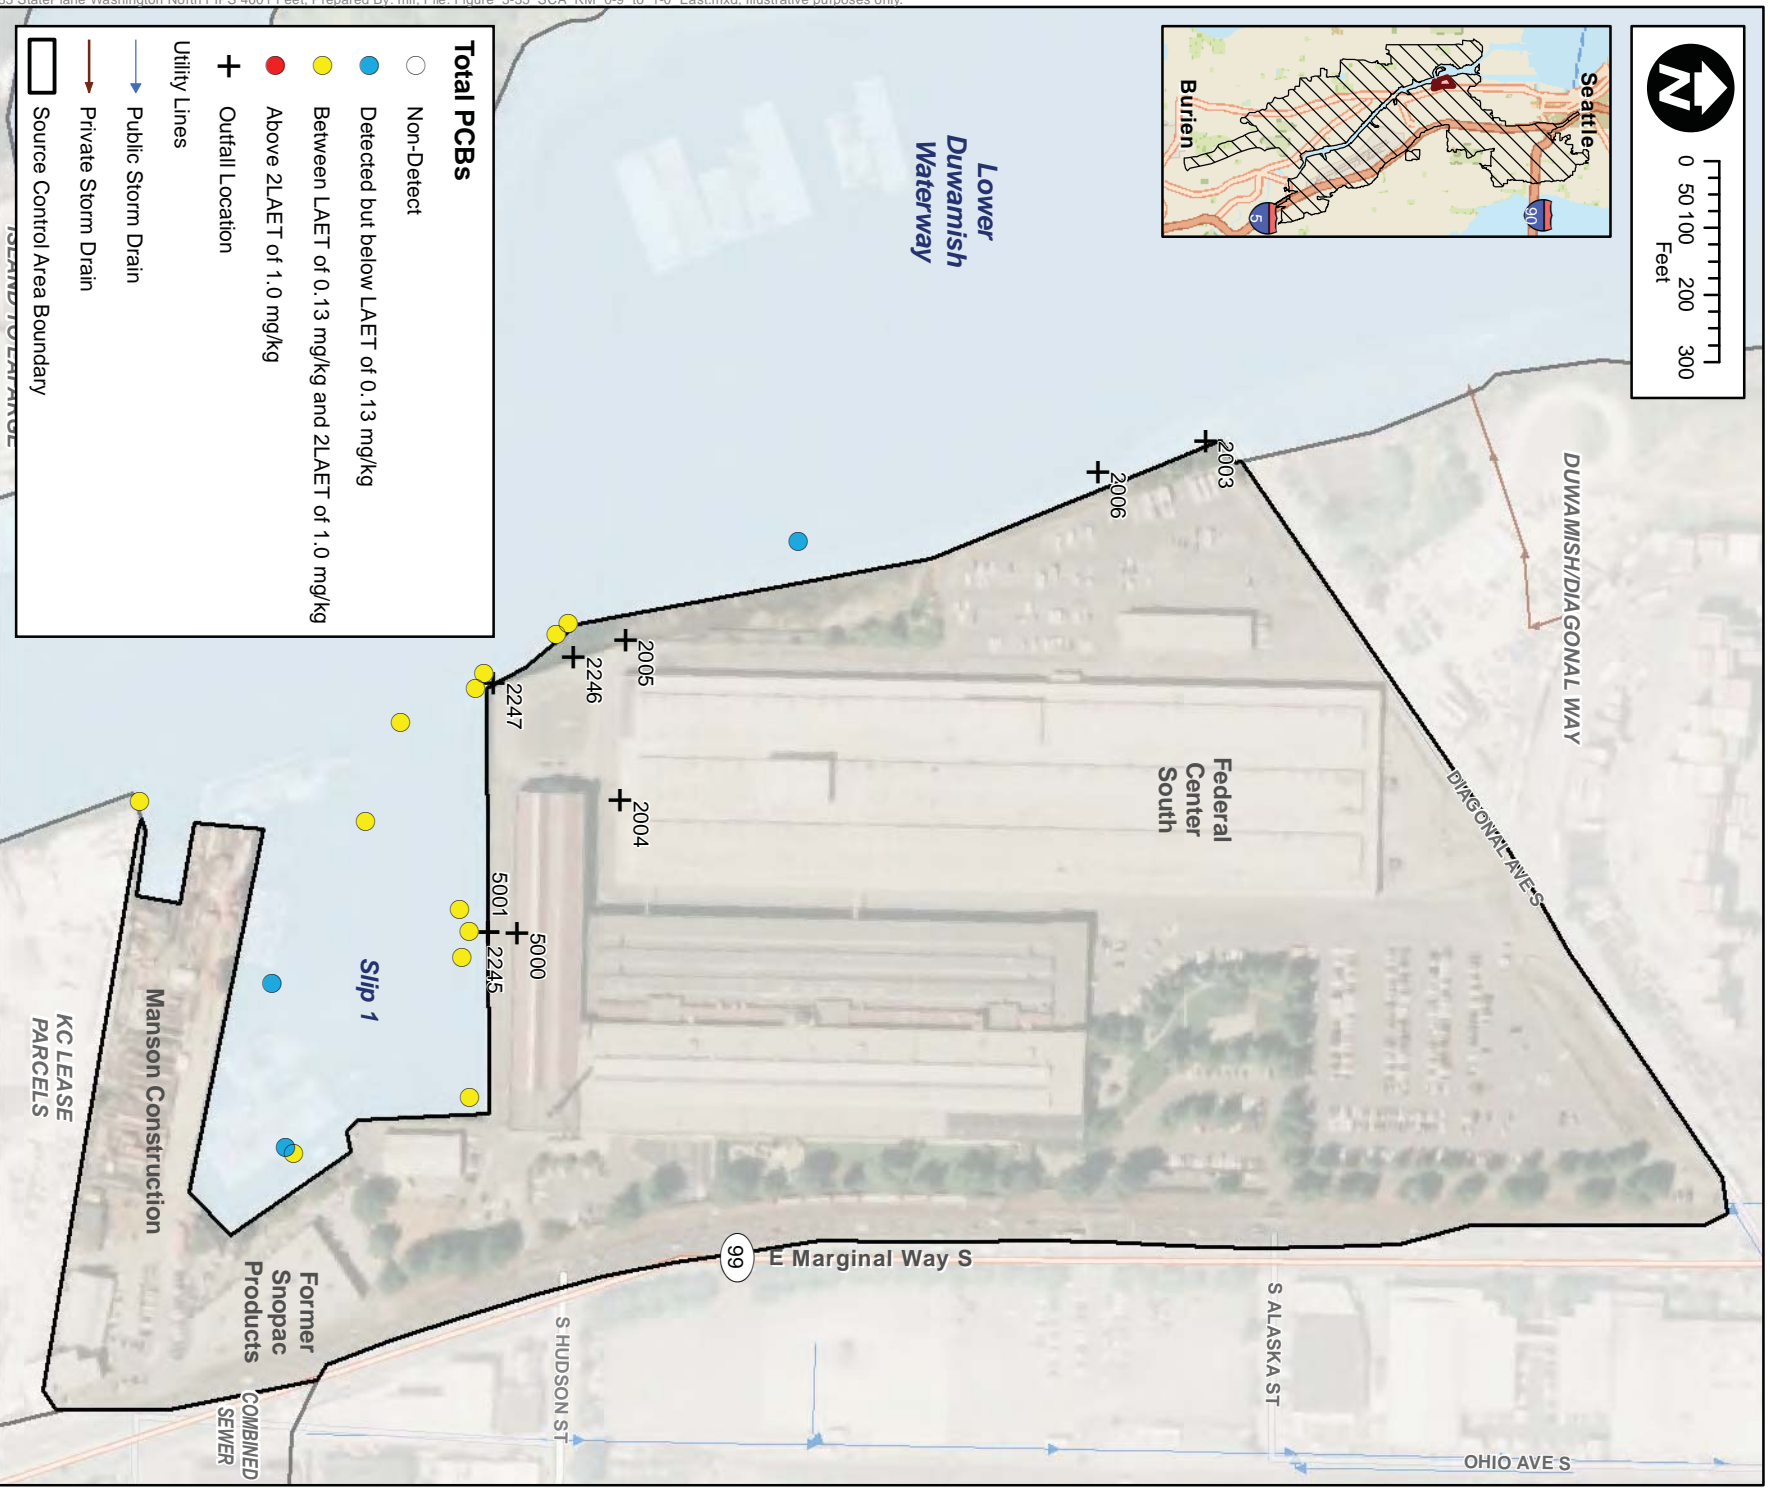 Seattle
Burien
90
5
N
0 50 100 200 300
Feet
Total PCBs
Non-Detect
Detected but below LAET of 0.13 mg/kg
Between LAET of 0.13 mg/kg and 2LAET of 1.0 mg/kg
Above 2LAET of 1.0 mg/kg
Outfall Location
Utility Lines
Public Storm Drain
Private Storm Drain
Source Control Area Boundary
Lower
Duwamish
Waterway
DUWAMISH/DIAGONAL WAY
DIAGONAL AVE S
2003
2006
2005
2246
2247
2004
5001
5000
2245
Federal
Center
South
Slip 1
Manson Construction
KC LEASE
PARCELS
Former
Snopac
Products
COMBINED
SEWER
99
E Marginal Way S
S HUDSON ST
S ALASKA ST
OHIO AVE S